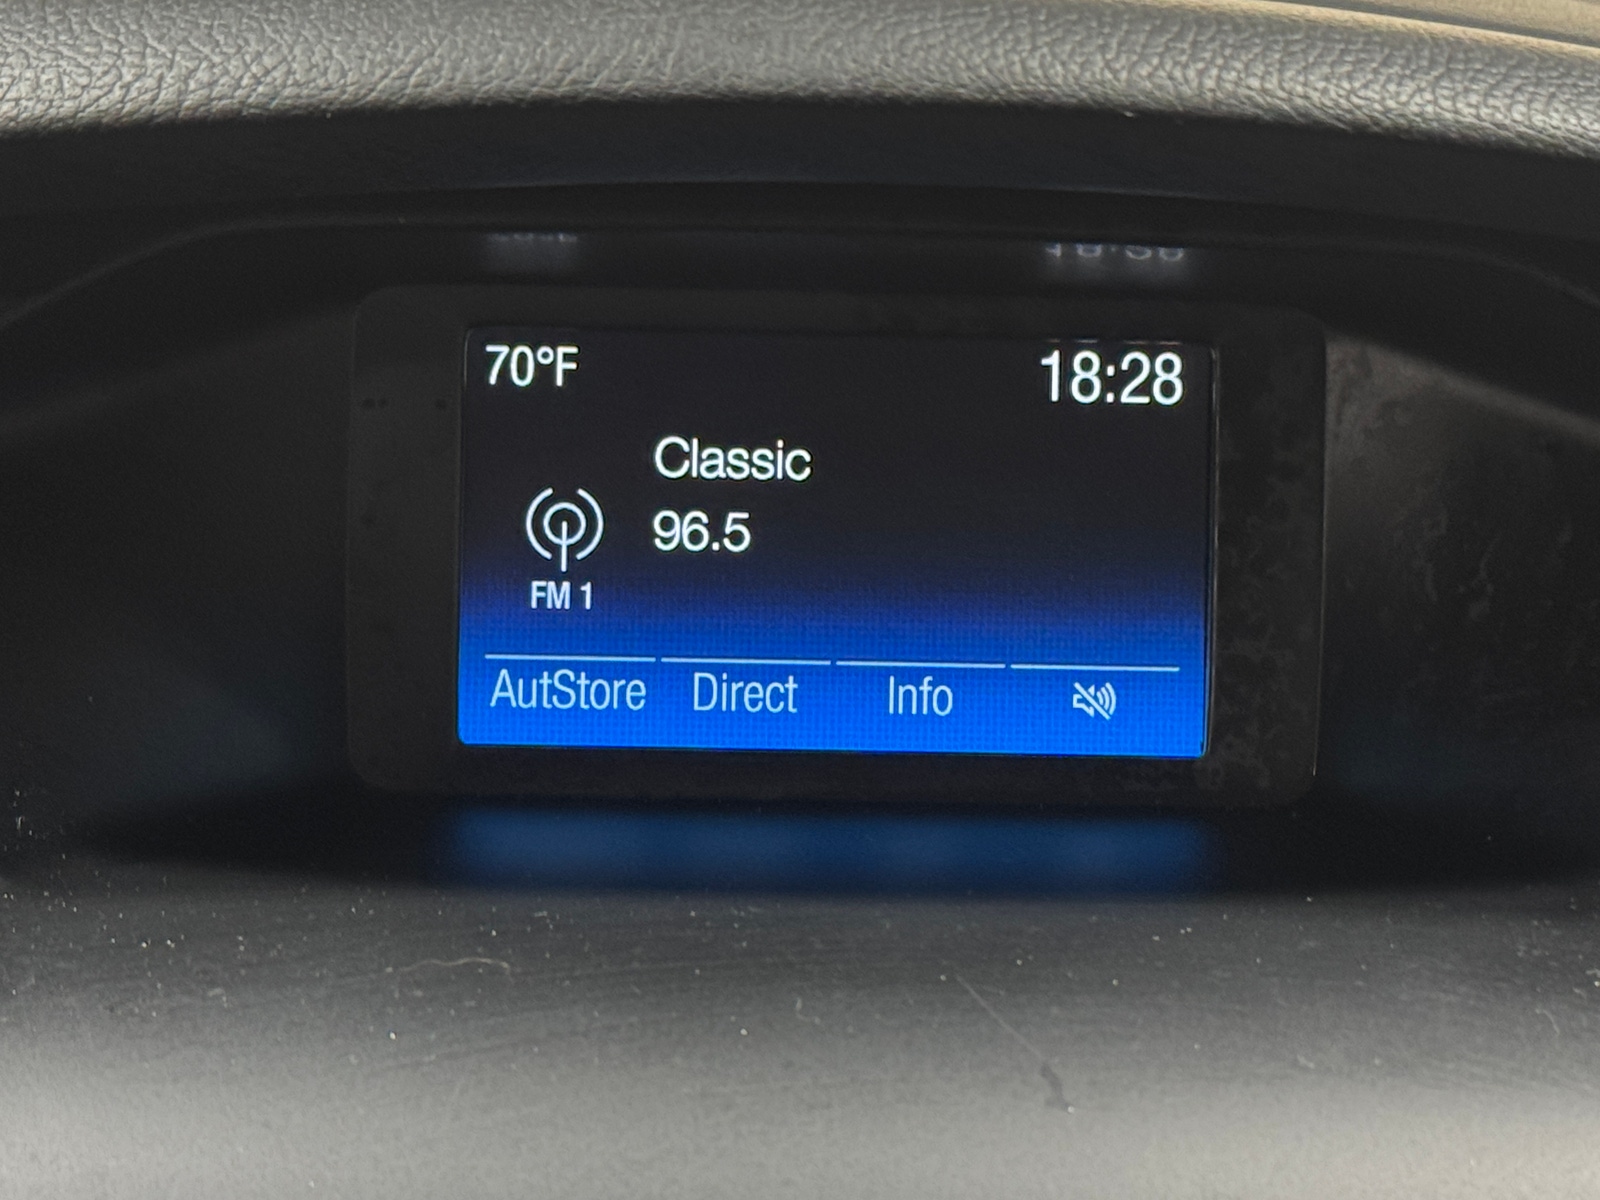 70°F 18:28
Classic
96.5
FM 1
AutStore Direct Info